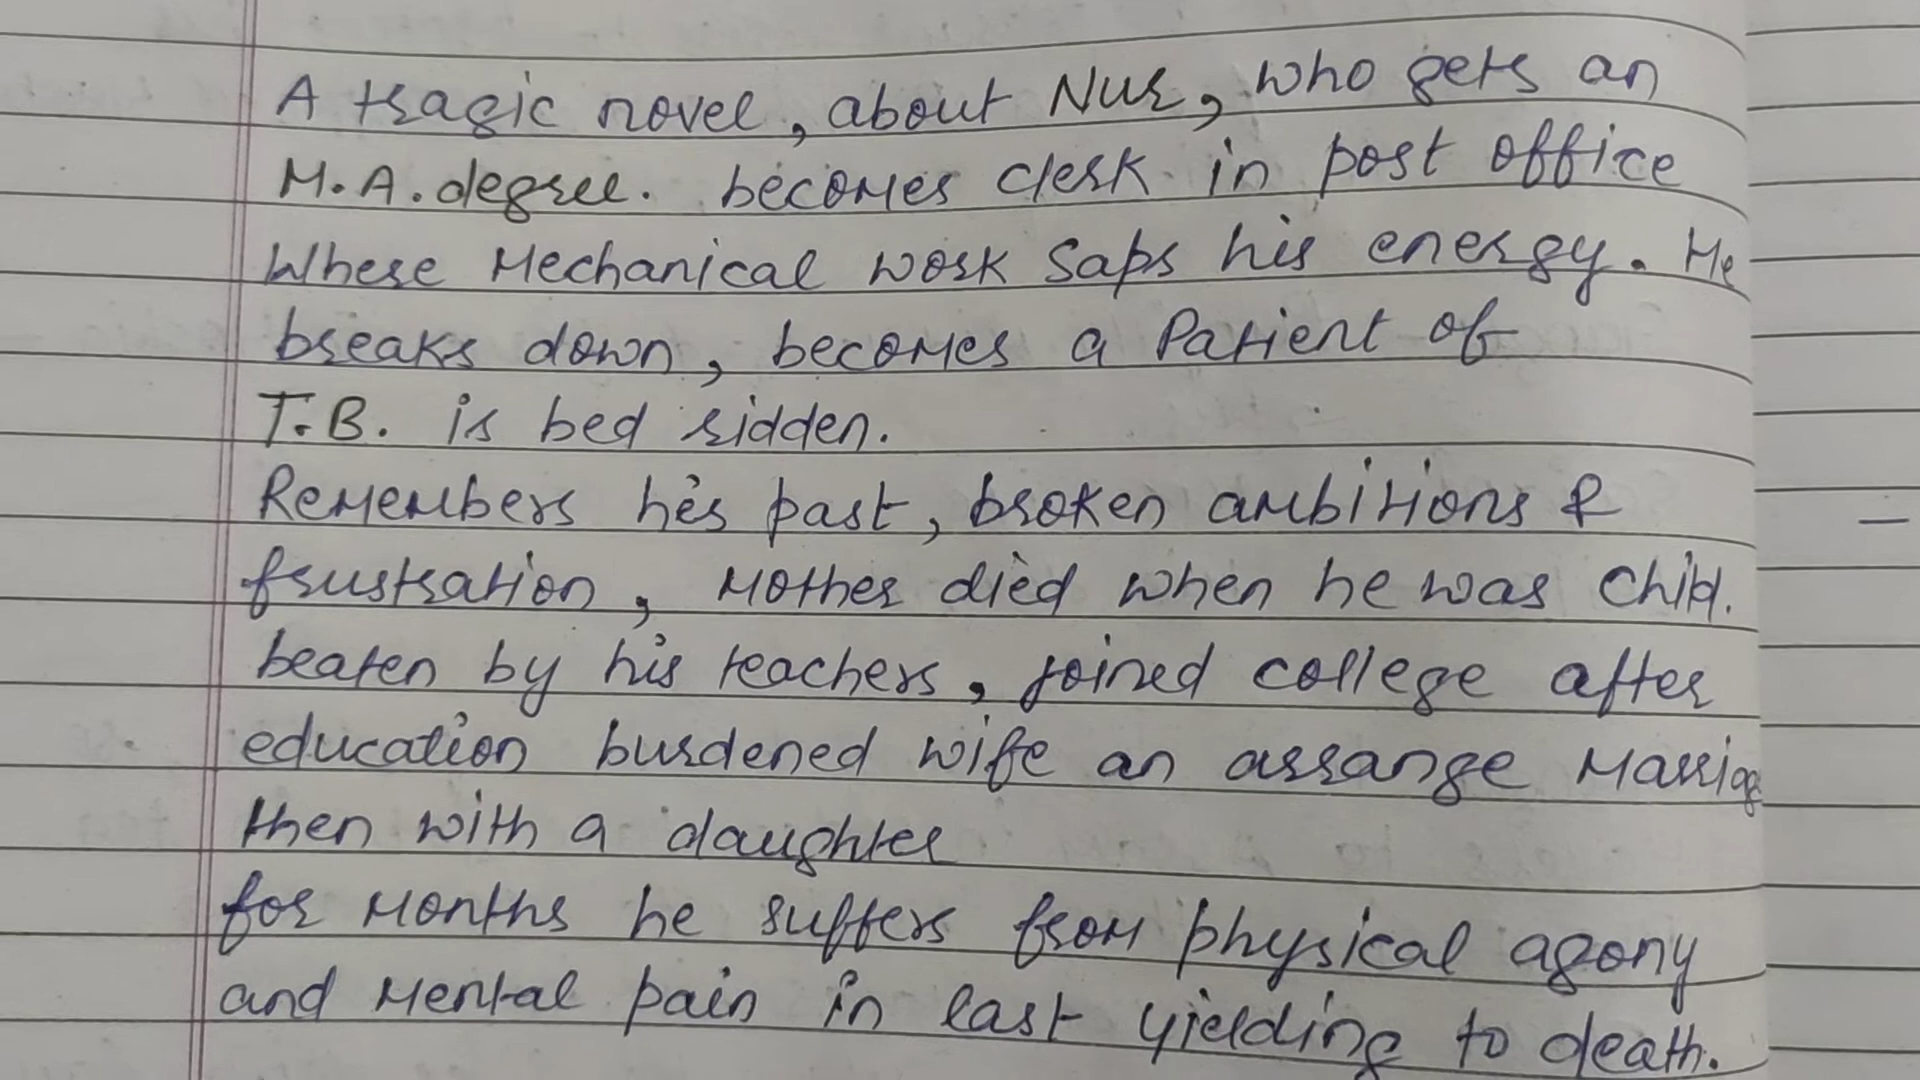 A tragic novel, about Nur, who gets an
M.A. degree. becomes clerk in post office
Where Mechanical work Saps his energy. He
breaks down, becomes a Patient of
T.B. is bed ridden.
Remembers his past, broken ambitions &
frustration, Mother died when he was child.
beaten by his teachers, joined college after
education burdened wife an arrange Marriag
then with a daughter
for Months he suffers from physical agony
and Mental pain in last yielding to death.